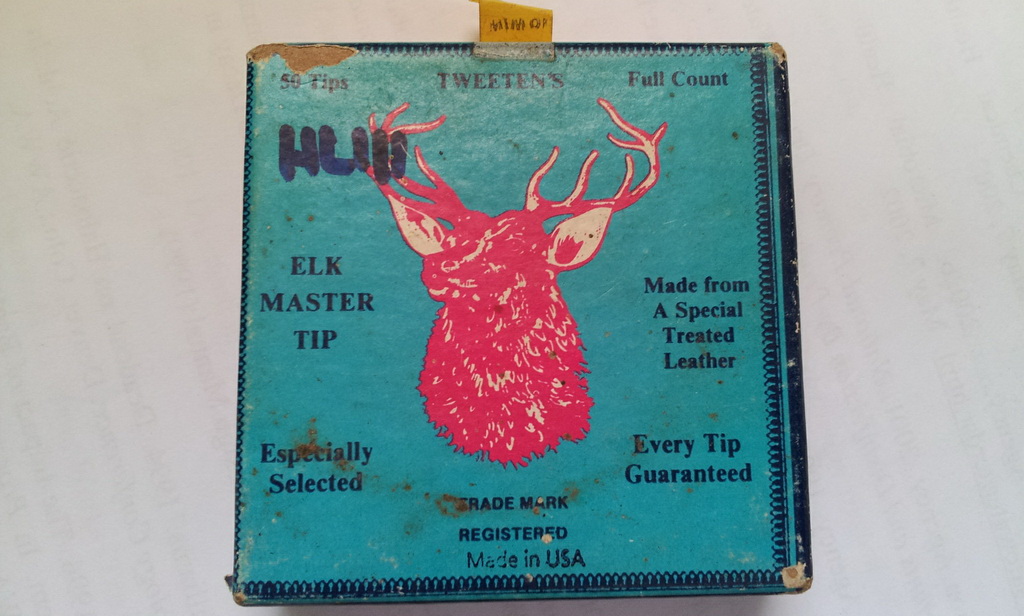 50 Tips TWEETEN'S Full Count
ELK
MASTER
TIP
Made from
A Special
Treated
Leather
Especially
Selected
Every Tip
Guaranteed
TRADE MARK
REGISTERED
Made in USA